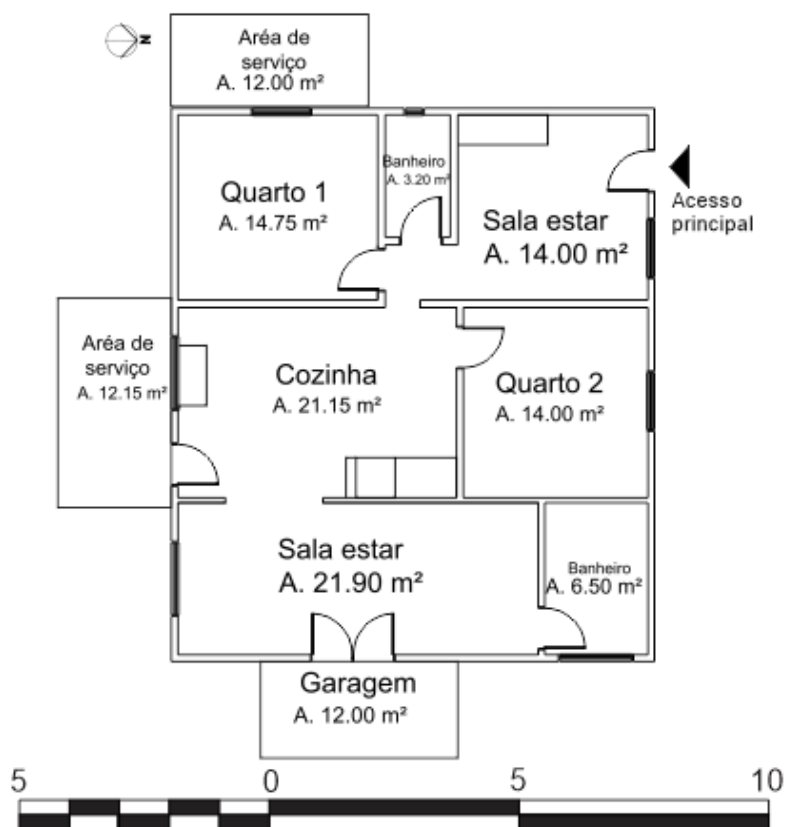 N
Aréa de
serviço
A. 12.00 m²
Quarto 1
A. 14.75 m²
Banheiro
A. 3.20 m²
Sala estar
A. 14.00 m²
Acesso
principal
Aréa de
serviço
A. 12.15 m²
Cozinha
A. 21.15 m²
Quarto 2
A. 14.00 m²
Sala estar
A. 21.90 m²
Banheiro
A. 6.50 m²
Garagem
A. 12.00 m²
5 0 5 10